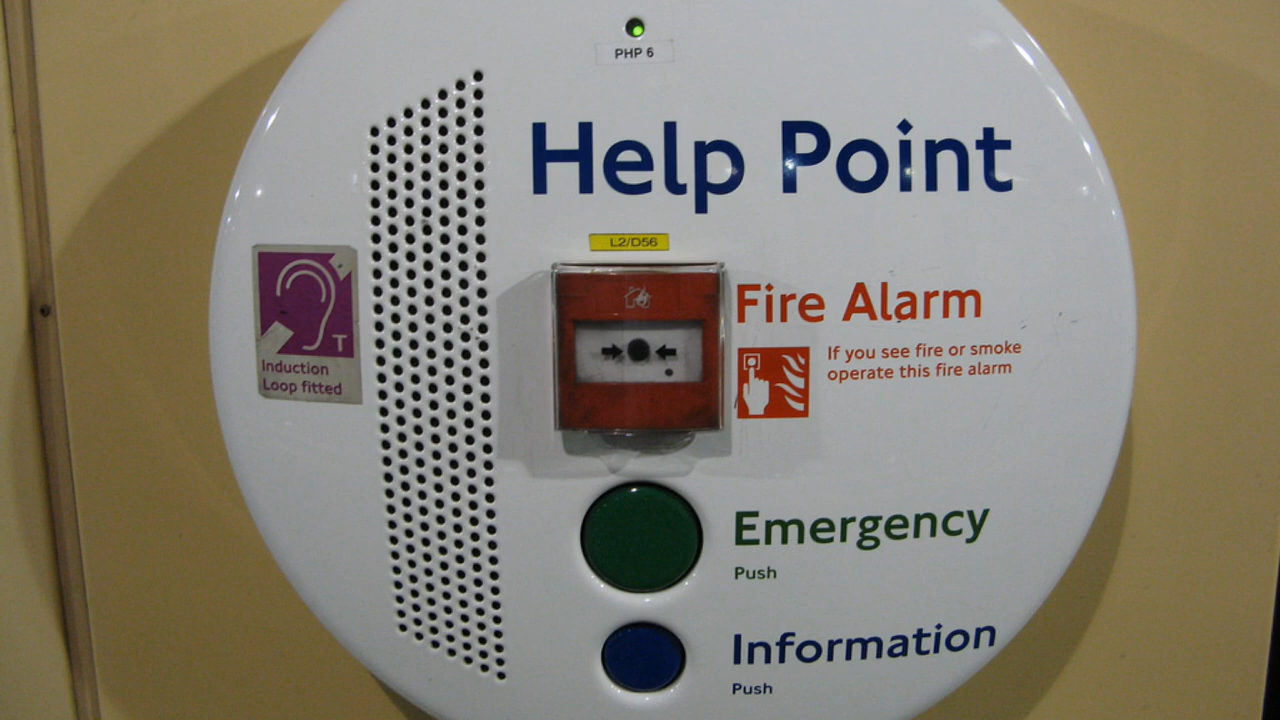 PHP 6
Help Point
L2/D56
Fire Alarm
If you see fire or smoke
operate this fire alarm
T
Induction
Loop fitted
Emergency
Push
Information
Push